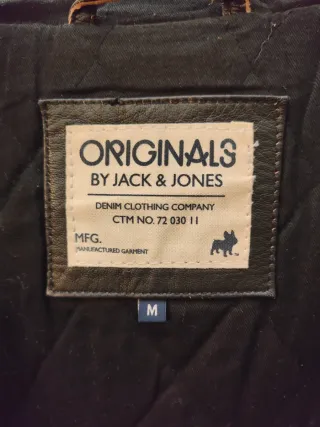 ORIGINALS
BY JACK & JONES
DENIM CLOTHING COMPANY
CTM NO. 72 030 11
MFG.
MANUFACTURED GARMENT
M